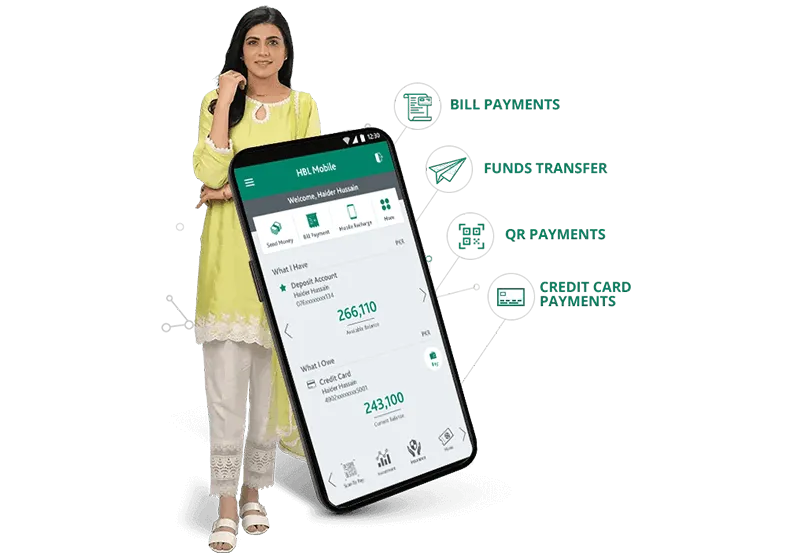 12:30
HBL Mobile
Welcome, Haider Hussain
Send Money
Bill Payment
Mobile Recharge
More
What I Have
PKR
Deposit Account
Haider Hussain
266,110
Available Balance
What I Owe
PKR
Credit Card
Haider Hussain
4902xxxxxxxx5001
Pay
243,100
Current Balance
Scan To Pay
Investment
Insurance
BILL PAYMENTS
FUNDS TRANSFER
QR PAYMENTS
CREDIT CARD
PAYMENTS